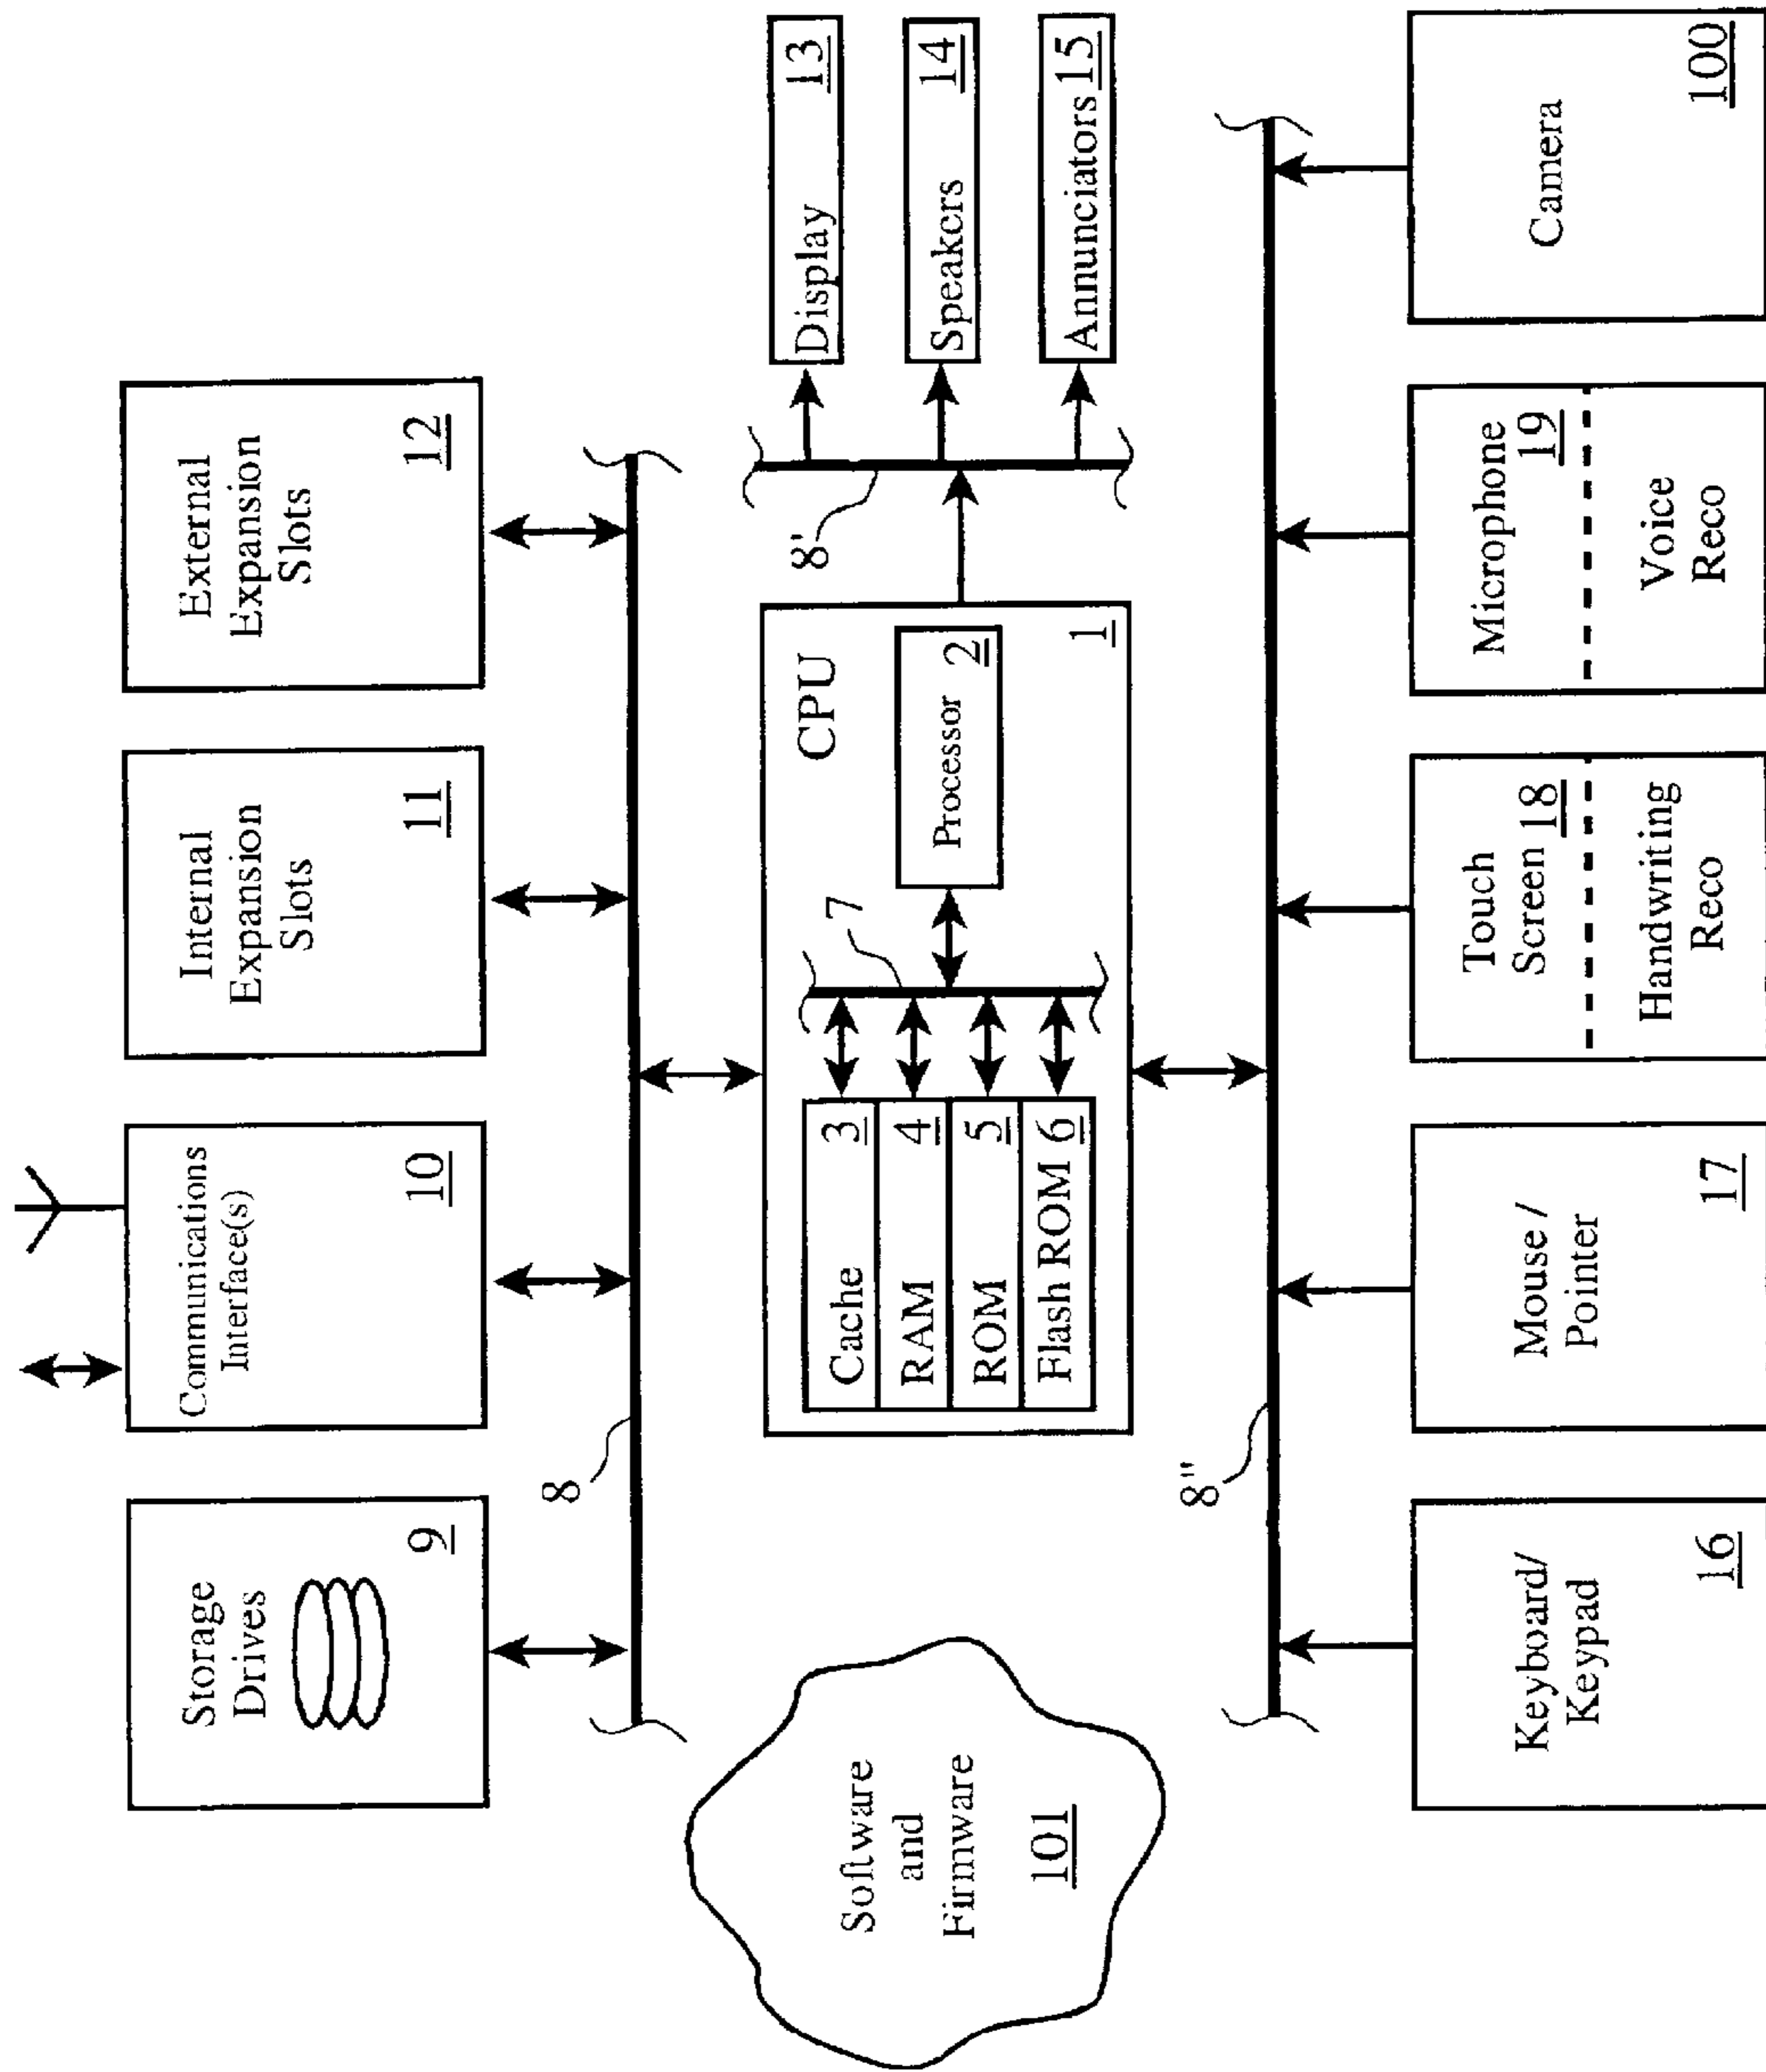 Storage
Drives
9
Communications
Interface(s)
10
Internal
Expansion
Slots
11
External
Expansion
Slots
12
8
Software
and
Firmware
101
CPU
Cache 3
RAM 4
ROM 5
Flash ROM 6
7
Processor 2
1
8'
Display 13
Speakers 14
Annunciators 15
8"
Keyboard/
Keypad
16
Mouse /
Pointer
17
Touch
Screen 18
Handwriting
Reco
Microphone
19
Voice
Reco
Camera
100